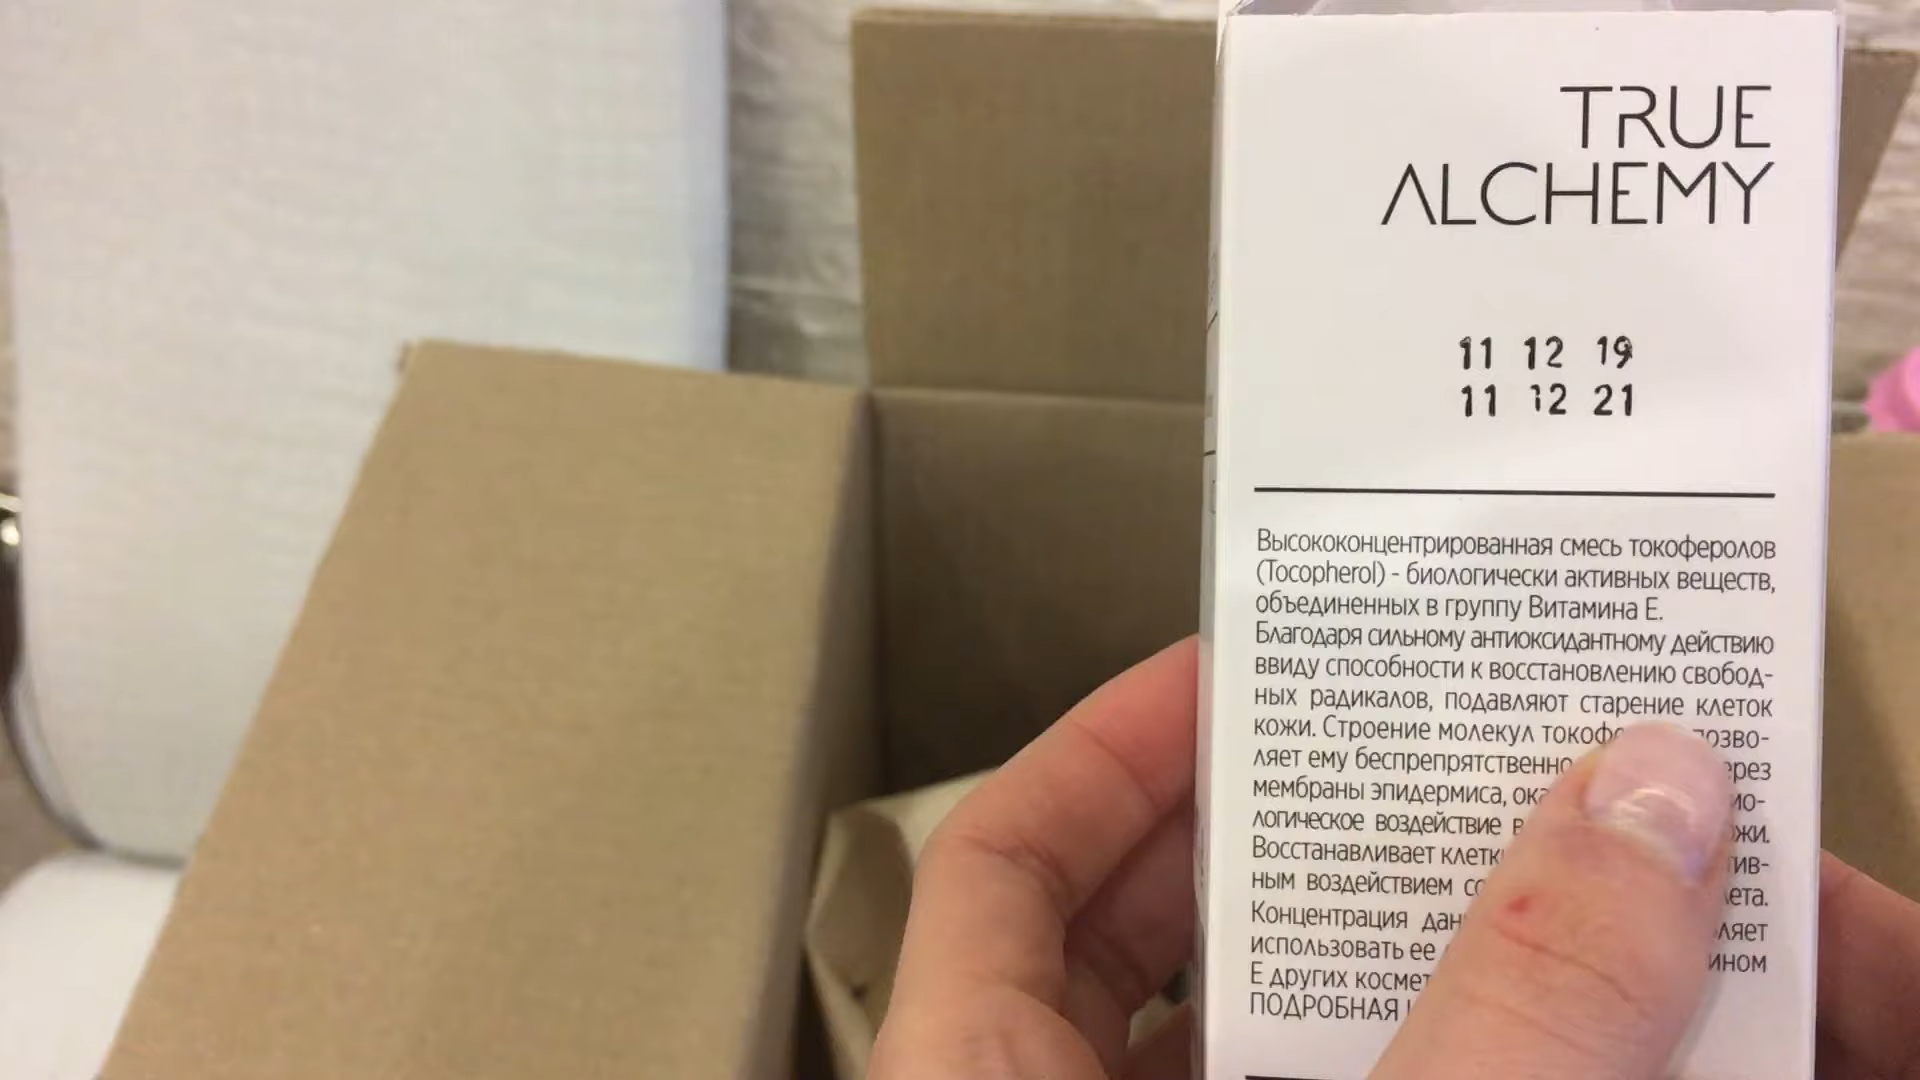 TRUE
ALCHEMY
11 12 19
11 12 21
Высококонцентрированная смесь токоферолов
(Tocopherol) - биологически активных веществ,
объединенных в группу Витамина Е.
Благодаря сильному антиоксидантному действию
ввиду способности к восстановлению свобод-
ных радикалов, подавляют старение клеток
кожи. Строение молекул позво-
ляет ему беспрепятственно
мембраны эпидермиса,
логическое воздействие
Восстанавливает
ным воздействием
Концентрация
использовать ее
Е других
ПОДРОБНАЯ